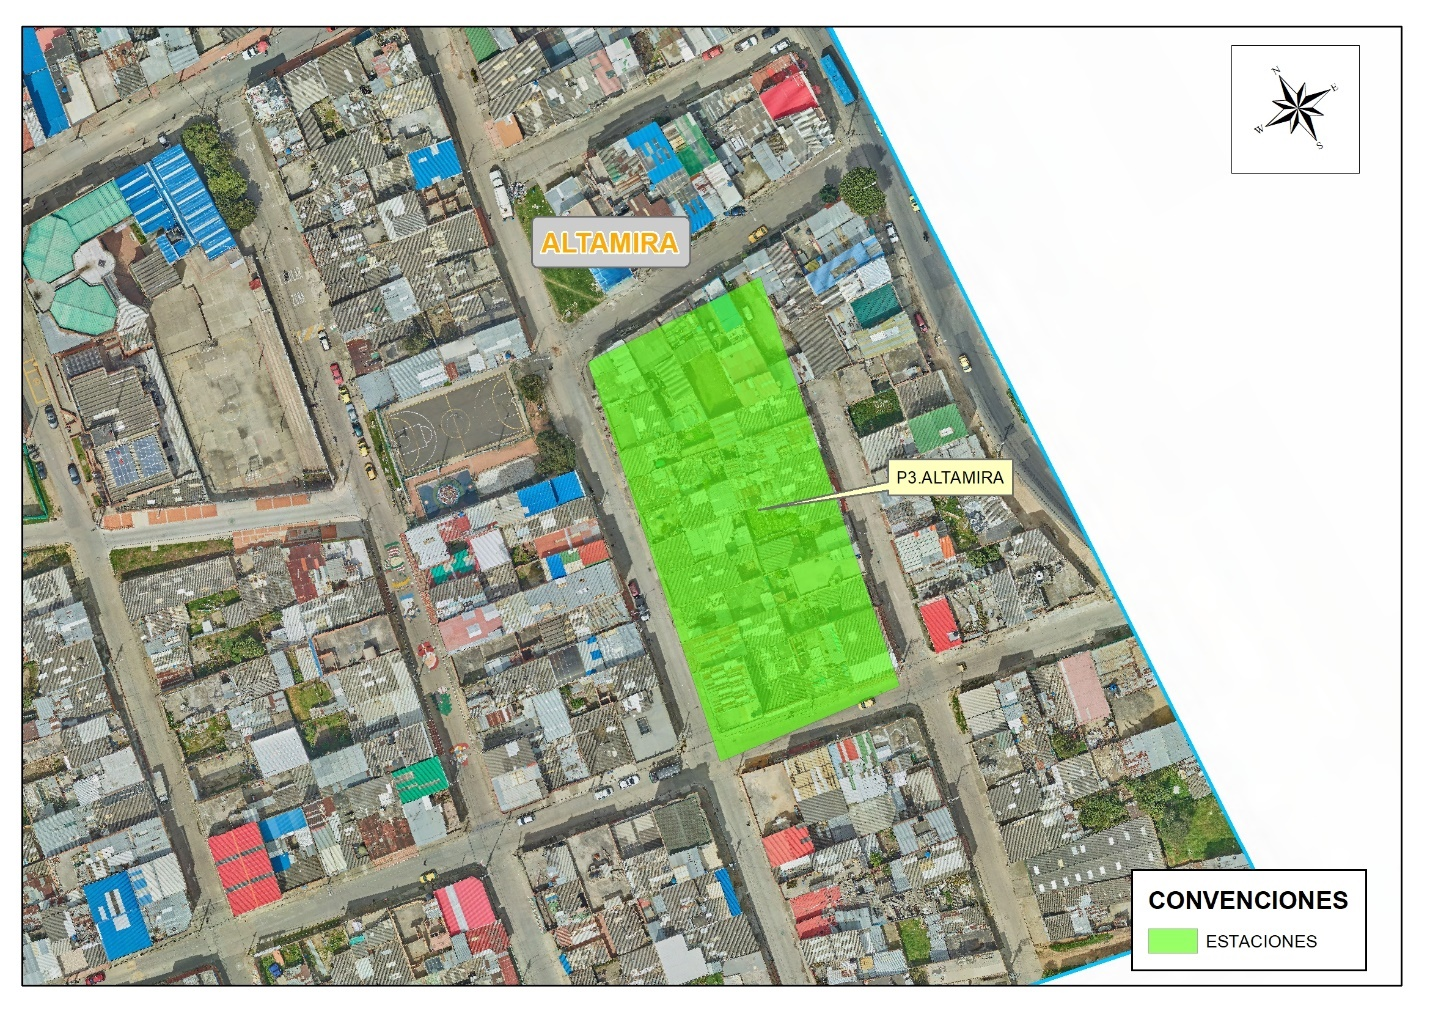 N
E
W
S
ALTAMIRA
P3.ALTAMIRA
CONVENCIONES
ESTACIONES